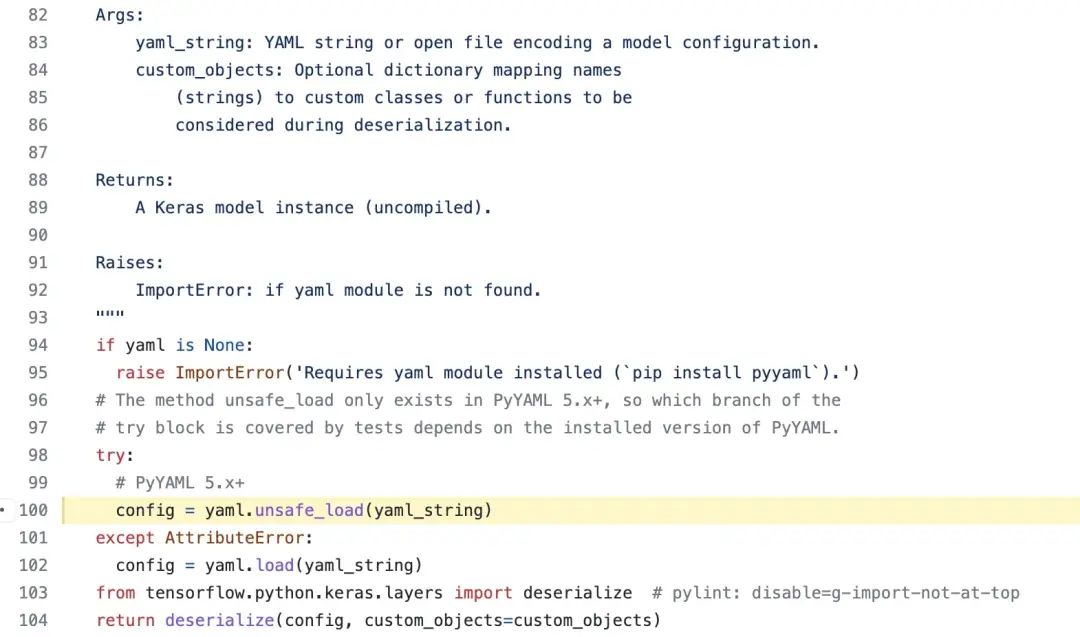 82 Args:
83 yaml_string: YAML string or open file encoding a model configuration.
84 custom_objects: Optional dictionary mapping names
85 (strings) to custom classes or functions to be
86 considered during deserialization.
87
88 Returns:
89 A Keras model instance (uncompiled).
90
91 Raises:
92 ImportError: if yaml module is not found.
93 """
94 if yaml is None:
95 raise ImportError('Requires yaml module installed (`pip install pyyaml`).')
96 # The method unsafe_load only exists in PyYAML 5.x+, so which branch of the
97 # try block is covered by tests depends on the installed version of PyYAML.
98 try:
99 # PyYAML 5.x+
100 config = yaml.unsafe_load(yaml_string)
101 except AttributeError:
102 config = yaml.load(yaml_string)
103 from tensorflow.python.keras.layers import deserialize  # pylint: disable=g-import-not-at-top
104 return deserialize(config, custom_objects=custom_objects)